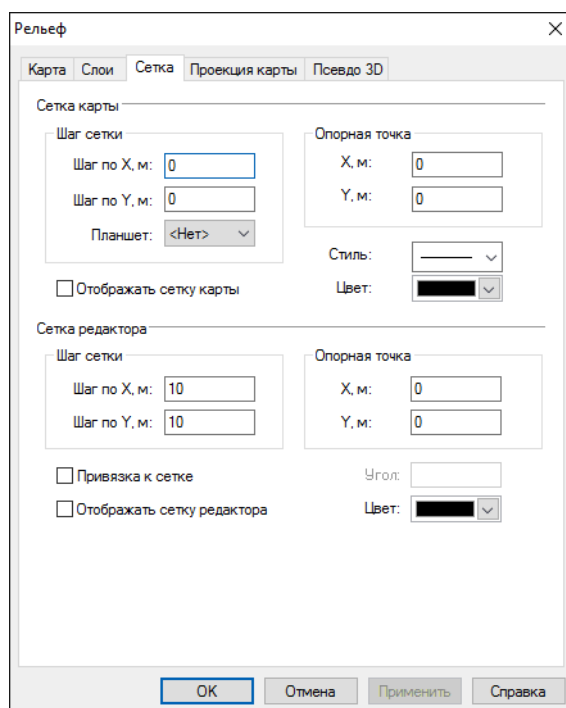 Рельеф
Карта Слои Сетка Проекция карты Псевдо 3D
Сетка карты
Шаг сетки Опорная точка
Шаг по X, м: 0 X, м: 0
Шаг по Y, м: 0 Y, м: 0
Планшет: <Нет>
Стиль:
Отображать сетку карты Цвет:
Сетка редактора
Шаг сетки Опорная точка
Шаг по X, м: 10 X, м: 0
Шаг по Y, м: 10 Y, м: 0
Привязка к сетке Угол:
Отображать сетку редактора Цвет:
OK Отмена Применить Справка